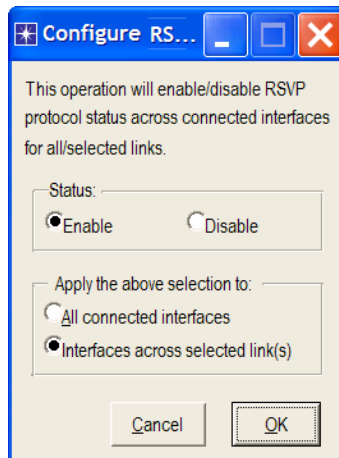 Configure RS...
This operation will enable/disable RSVP
protocol status across connected interfaces
for all/selected links.
Status:
Enable Disable
Apply the above selection to:
All connected interfaces
Interfaces across selected link(s)
Cancel OK